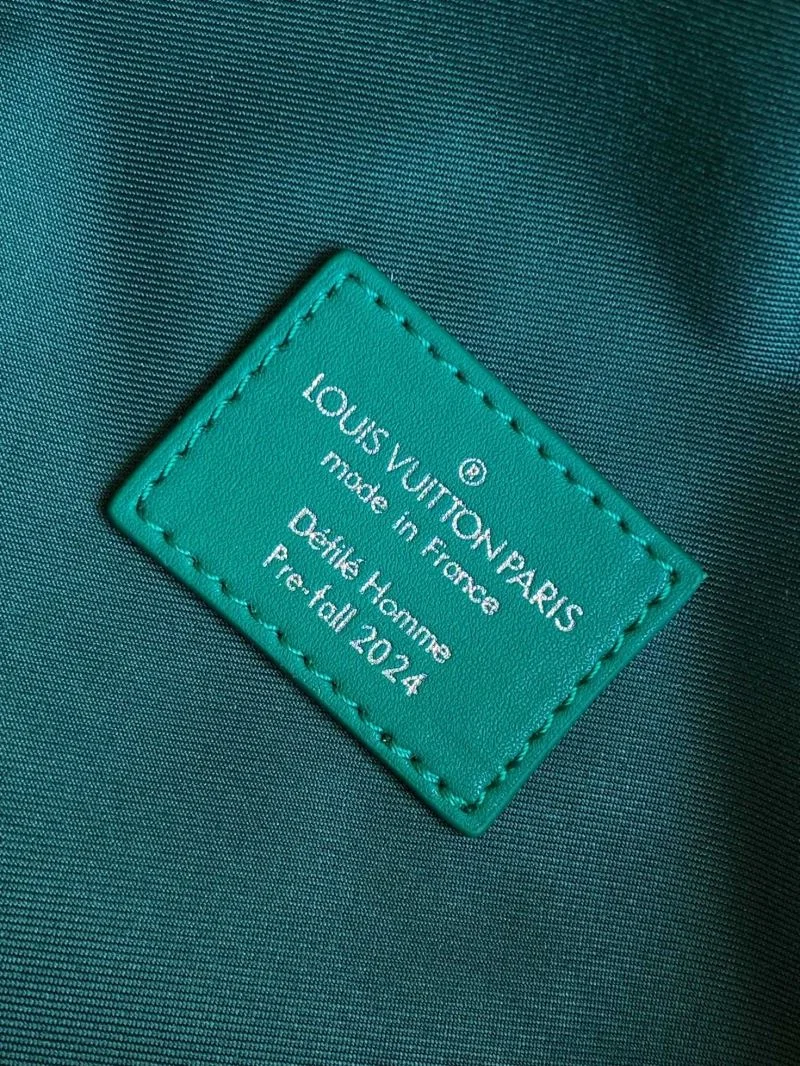 ®
LOUIS VUITTON PARIS
made in France
Défilé Homme
Pre-fall 2024